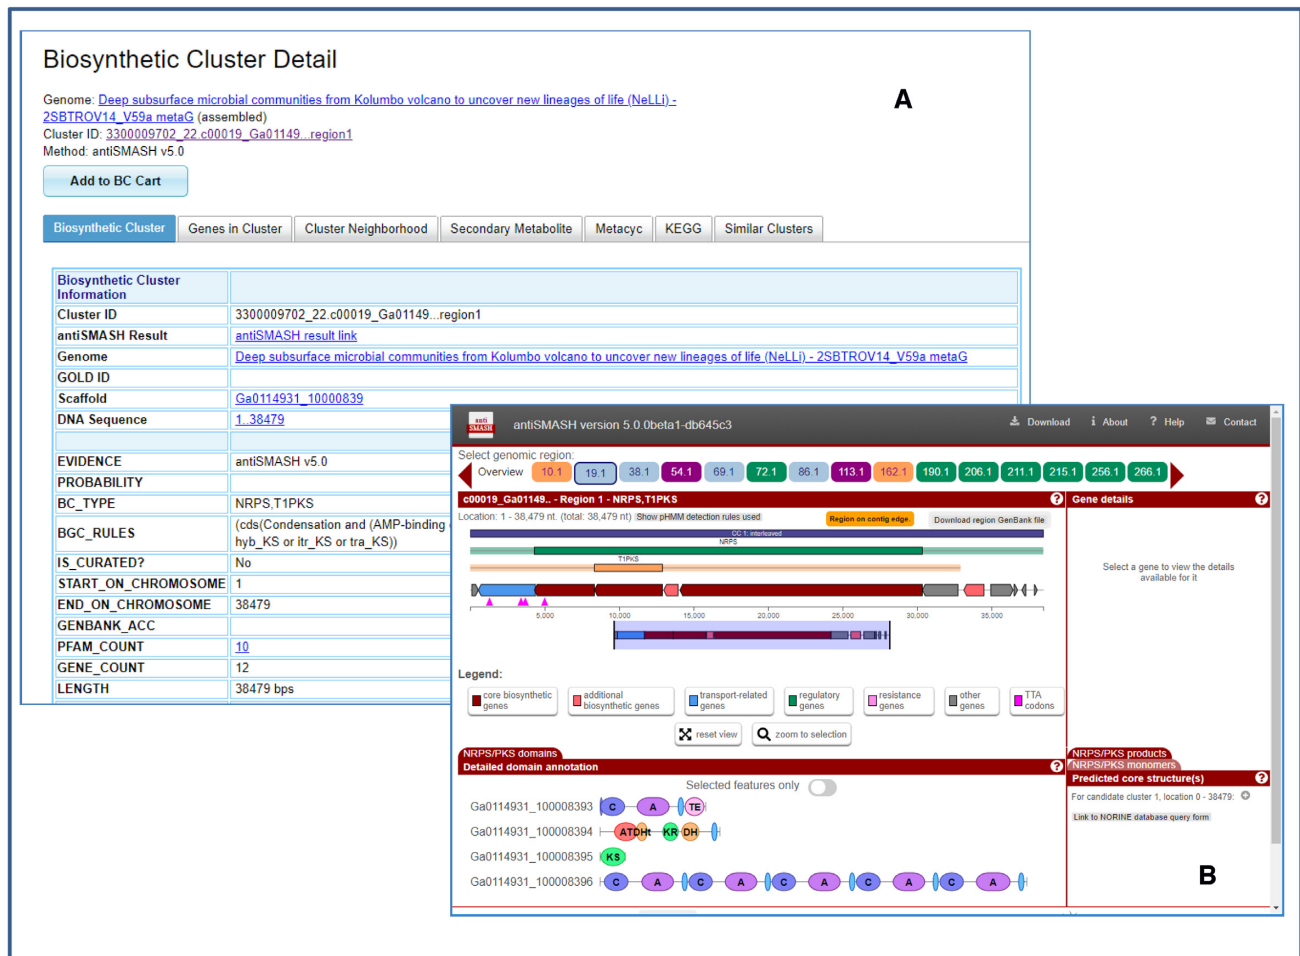 Biosynthetic Cluster Detail
A
Genome: Deep subsurface microbial communities from Kolumbo volcano to uncover new lineages of life (NeLLi) -
2SBTROV14_V59a metaG (assembled)
Cluster ID: 3300009702_22.c00019_Ga01149...region1
Method: antiSMASH v5.0
Add to BC Cart
Biosynthetic Cluster Genes in Cluster Cluster Neighborhood Secondary Metabolite Metacyc KEGG Similar Clusters
Biosynthetic Cluster
Information
Cluster ID 3300009702_22.c00019_Ga01149...region1
antiSMASH Result antiSMASH result link
Genome Deep subsurface microbial communities from Kolumbo volcano to uncover new lineages of life (NeLLi) - 2SBTROV14_V59a metaG
GOLD ID
Scaffold Ga0114931_10000839
DNA Sequence 1..38479
EVIDENCE antiSMASH v5.0
PROBABILITY
BC_TYPE NRPS,T1PKS
BGC_RULES (cds(Condensation and (AMP-binding
hyb_KS or itr_KS or tra_KS))
IS_CURATED? No
START_ON_CHROMOSOME 1
END_ON_CHROMOSOME 38479
GENBANK_ACC
PFAM_COUNT 10
GENE_COUNT 12
LENGTH 38479 bps
anti
SMASH
antiSMASH version 5.0.0beta1-db645c3
Download About Help Contact
Select genomic region:
Overview 10.1 19.1 38.1 54.1 69.1 72.1 86.1 113.1 162.1 190.1 206.1 211.1 215.1 256.1 266.1
c00019_Ga01149.. - Region 1 - NRPS,T1PKS ?
Gene details ?
Location: 1 - 38,479 nt. (total: 38,479 nt) Show pHMM detection rules used Region on contig edge. Download region GenBank file
CC 1: interleaved
NRPS
T1PKS
Select a gene to view the details
available for it
5,000 10,000 15,000 20,000 25,000 30,000 35,000
Legend:
core biosynthetic
genes
additional
biosynthetic genes
transport-related
genes
regulatory
genes
resistance
genes
other
genes
TTA
codons
reset view zoom to selection
NRPS/PKS domains
Detailed domain annotation ?
Selected features only
Ga0114931_100008393 C A TE
Ga0114931_100008394 AT DHt KR DH
Ga0114931_100008395 KS
Ga0114931_100008396 C A C A C A C A C A
NRPS/PKS products
NRPS/PKS monomers
Predicted core structure(s) ?
For candidate cluster 1, location 0 - 38479:
Link to NORINE database query form
B